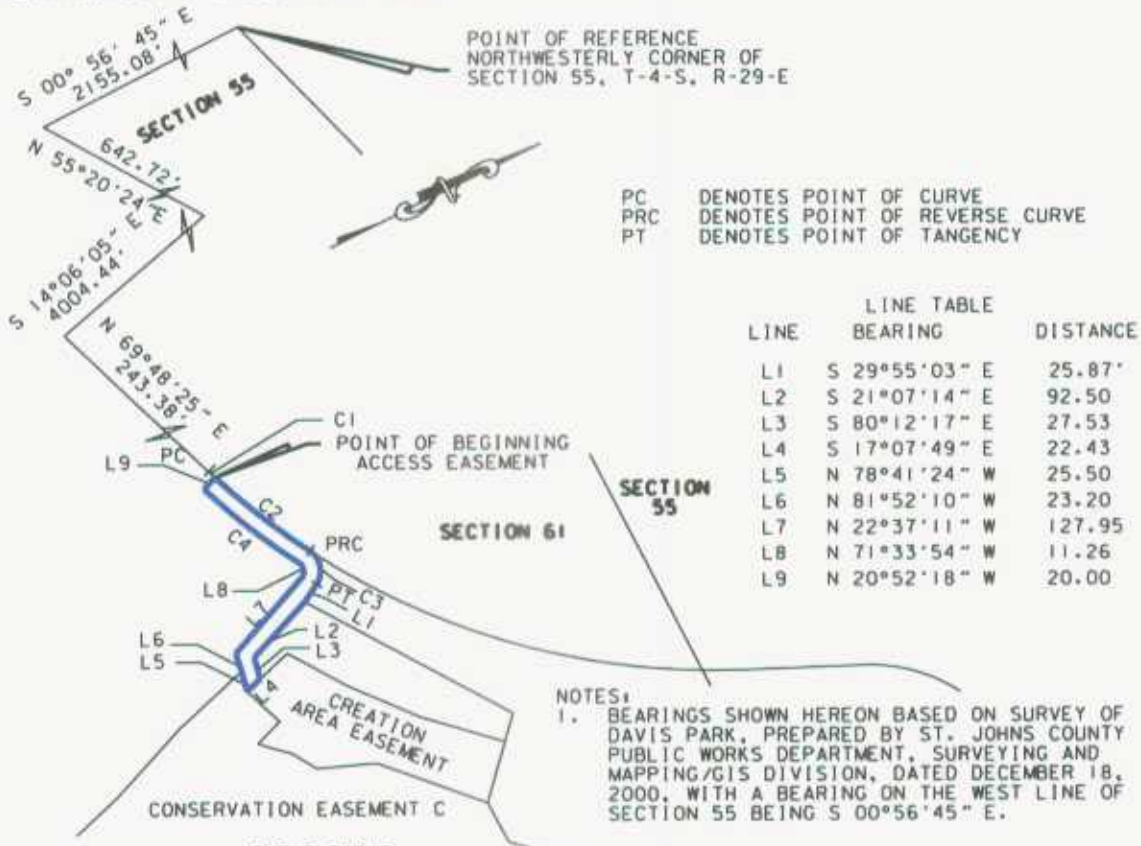 S 00° 56' 45" E
2155.08'
POINT OF REFERENCE
NORTHWESTERLY CORNER OF
SECTION 55, T-4-S, R-29-E
SECTION 55
642.72'
N 55°20'24" E
PC DENOTES POINT OF CURVE
PRC DENOTES POINT OF REVERSE CURVE
PT DENOTES POINT OF TANGENCY
S 14°06'05" E
4004.44'
N 69°48'25" E
243.38'
LINE TABLE
LINE BEARING DISTANCE
L1 S 29°55'03" E 25.87'
L2 S 21°07'14" E 92.50
L3 S 80°12'17" E 27.53
L4 S 17°07'49" E 22.43
L5 N 78°41'24" W 25.50
L6 N 81°52'10" W 23.20
L7 N 22°37'11" W 127.95
L8 N 71°33'54" W 11.26
L9 N 20°52'18" W 20.00
C1
PC
POINT OF BEGINNING
ACCESS EASEMENT
L9
SECTION
55
C2
SECTION 61
C4
PRC
L8
PT
C3
L1
L7
L2
L6
L3
L5
L4
CREATION
AREA EASEMENT
CONSERVATION EASEMENT C
NOTES:
1. BEARINGS SHOWN HEREON BASED ON SURVEY OF
DAVIS PARK, PREPARED BY ST. JOHNS COUNTY
PUBLIC WORKS DEPARTMENT, SURVEYING AND
MAPPING/GIS DIVISION, DATED DECEMBER 18,
2000, WITH A BEARING ON THE WEST LINE OF
SECTION 55 BEING S 00°56'45" E.